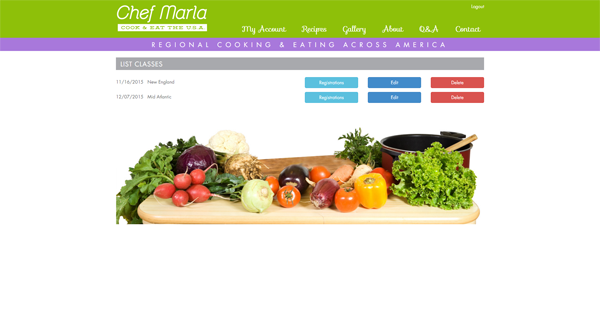 Chef Marla
COOK & EAT THE USA
Logout
My Account Recipes Gallery About Q&A Contact
REGIONAL COOKING & EATING ACROSS AMERICA
LIST CLASSES
11/16/2013 New England Registrations Edit Delete
12/07/2013 Mid Atlantic Registrations Edit Delete